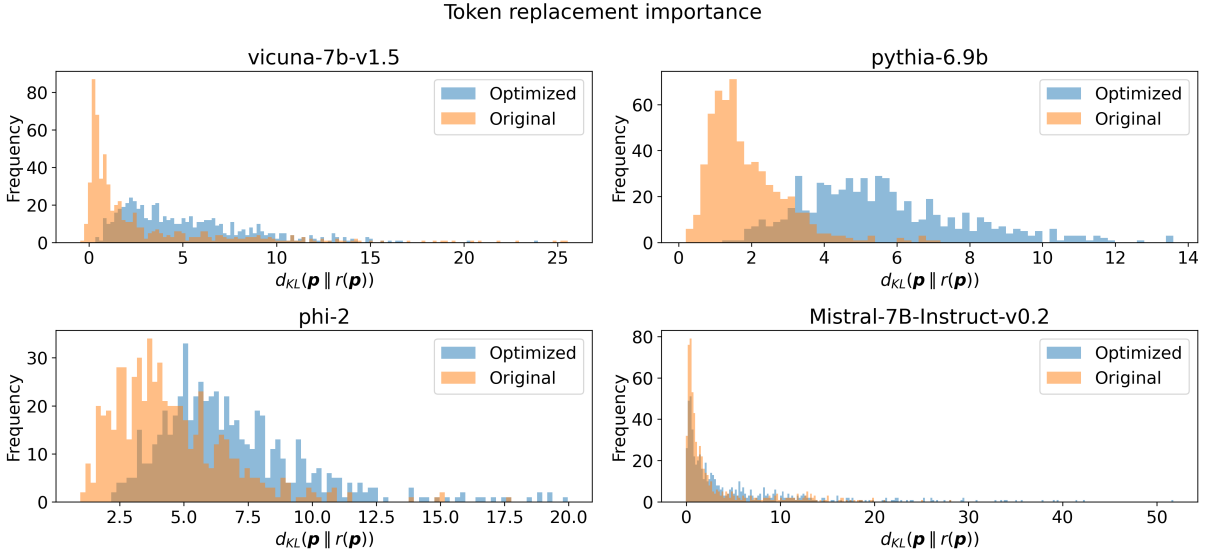 Token replacement importance
vicuna-7b-v1.5
Frequency
80
60
40
20
0
0 5 10 15 20 25
d_KL(p ∥ r(p))
Optimized
Original
pythia-6.9b
Frequency
60
40
20
0
0 2 4 6 8 10 12 14
d_KL(p ∥ r(p))
Optimized
Original
phi-2
Frequency
30
20
10
0
2.5 5.0 7.5 10.0 12.5 15.0 17.5 20.0
d_KL(p ∥ r(p))
Optimized
Original
Mistral-7B-Instruct-v0.2
Frequency
80
60
40
20
0
0 10 20 30 40 50
d_KL(p ∥ r(p))
Optimized
Original